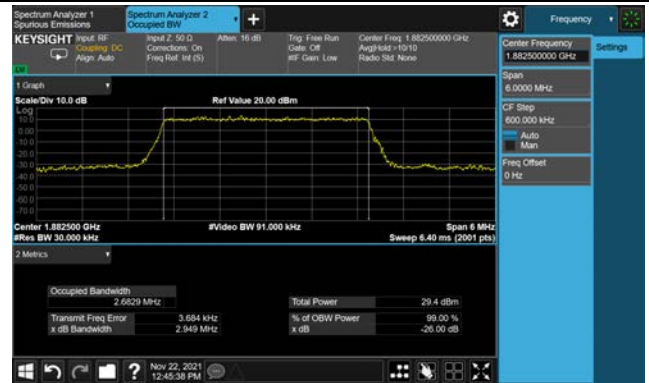 Spectrum Analyzer 1
Spurious Emissions
Spectrum Analyzer 2
Occupied BW
Frequency
KEYSIGHT
Input: RF
Coupling: DC
Align: Auto
Input Z: 50 Ω
Corrections: On
Freq Ref: Int (S)
Atten: 16 dB
Trig: Free Run
Gate: Off
#IF Gain: Low
Center Freq: 1.882500000 GHz
Avg|Hold:>10/10
Radio Std: None
Center Frequency
1.882500000 GHz
Settings
Span
6.0000 MHz
CF Step
600.000 kHz
Auto
Man
Freq Offset
0 Hz
1 Graph
Scale/Div 10.0 dB
Ref Value 20.00 dBm
Log
10.0
0.00
-10.0
-20.0
-30.0
-40.0
-50.0
-60.0
-70.0
Center 1.882500 GHz
#Video BW 91.000 kHz
Span 6 MHz
#Res BW 30.000 kHz
Sweep 6.40 ms (2001 pts)
2 Metrics
Occupied Bandwidth
2.6829 MHz
Total Power
29.4 dBm
Transmit Freq Error
3.684 kHz
% of OBW Power
99.00 %
x dB Bandwidth
2.949 MHz
x dB
-26.00 dB
?
Nov 22, 2021
12:45:38 PM